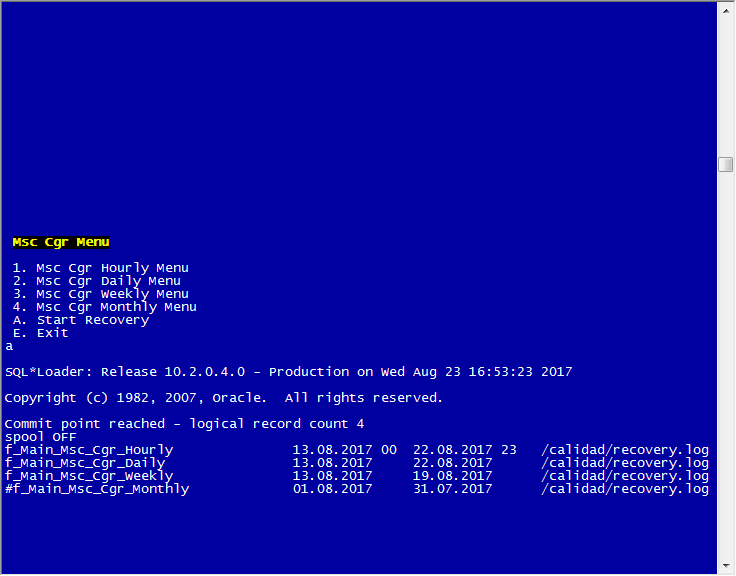 Msc Cgr Menu
1. Msc Cgr Hourly Menu
2. Msc Cgr Daily Menu
3. Msc Cgr Weekly Menu
4. Msc Cgr Monthly Menu
A. Start Recovery
E. Exit
a
SQL*Loader: Release 10.2.0.4.0 - Production on Wed Aug 23 16:53:23 2017
Copyright (c) 1982, 2007, Oracle.  All rights reserved.
Commit point reached - logical record count 4
spool OFF
f_Main_Msc_Cgr_Hourly               13.08.2017 00  22.08.2017 23   /calidad/recovery.log
f_Main_Msc_Cgr_Daily                13.08.2017     22.08.2017      /calidad/recovery.log
f_Main_Msc_Cgr_Weekly               13.08.2017     19.08.2017      /calidad/recovery.log
#f_Main_Msc_Cgr_Monthly             01.08.2017     31.07.2017      /calidad/recovery.log